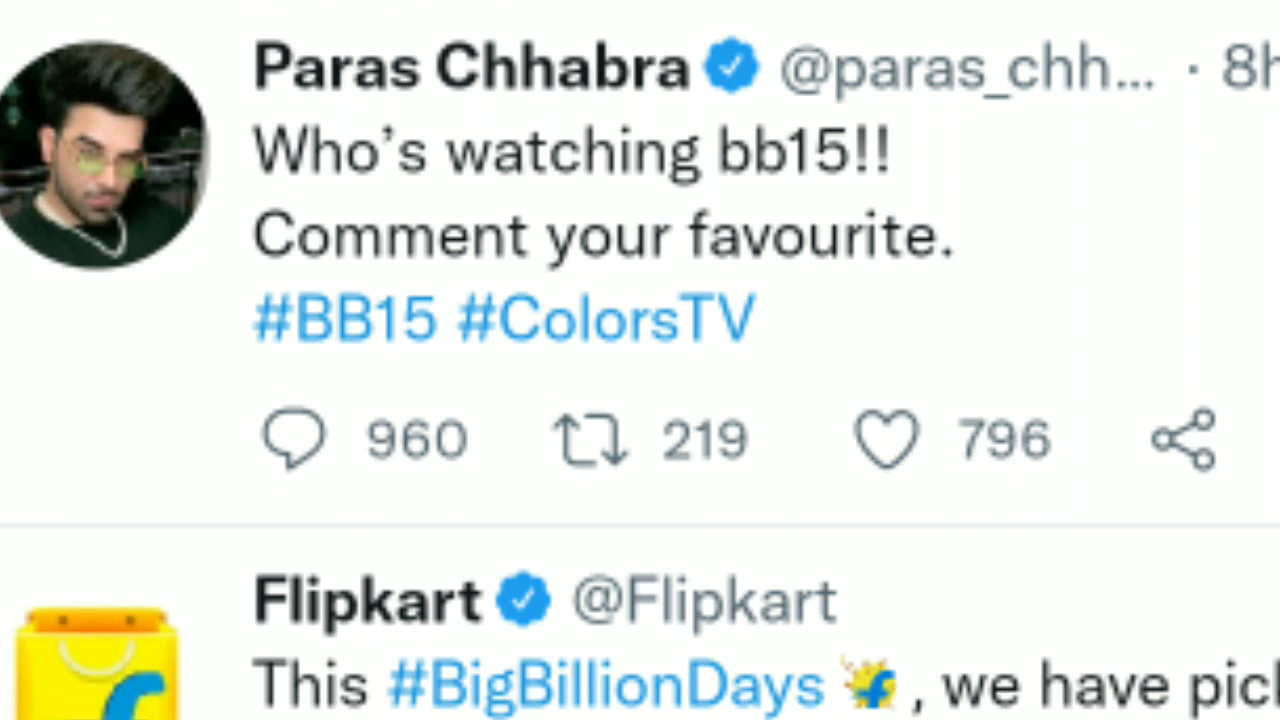 Paras Chhabra @paras_chh... · 8h
Who’s watching bb15!!
Comment your favourite.
#BB15 #ColorsTV
960 219 796
Flipkart @Flipkart
This #BigBillionDays , we have